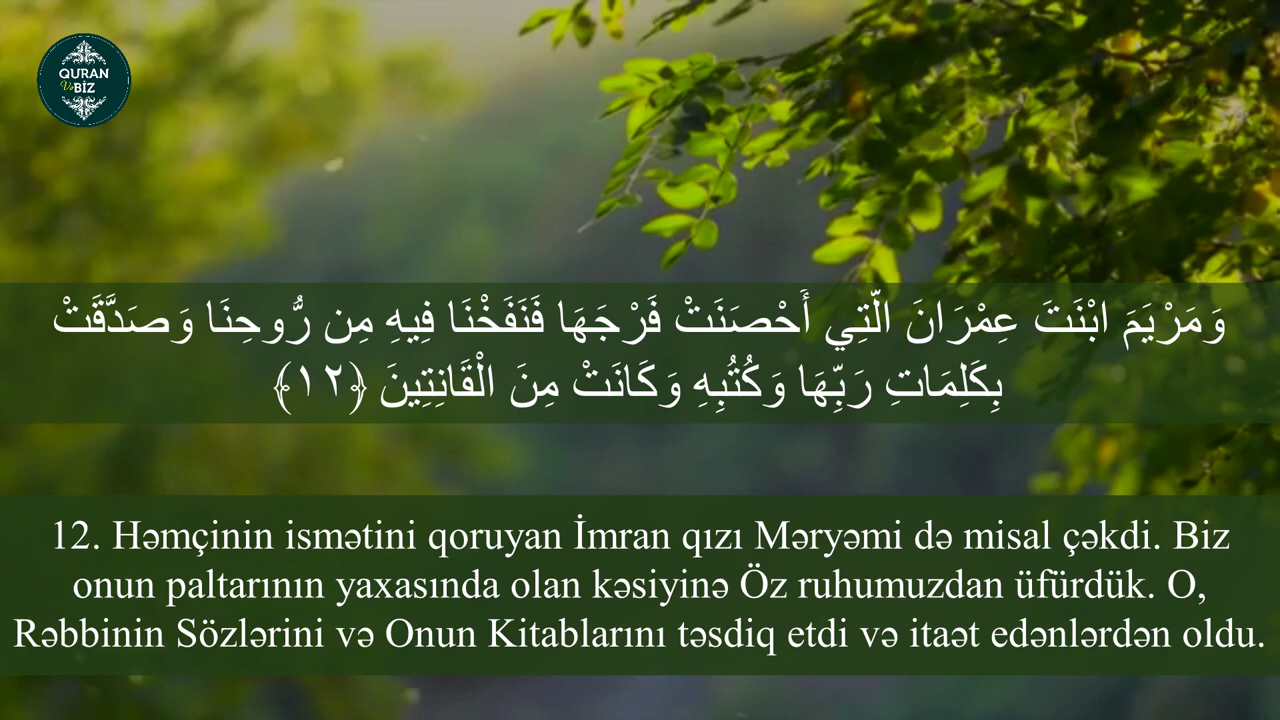 QURAN
Və BİZ
وَمَرْيَمَ ابْنَتَ عِمْرَانَ الَّتِي أَحْصَنَتْ فَرْجَهَا فَنَفَخْنَا فِيهِ مِن رُّوحِنَا وَصَدَّقَتْ
بِكَلِمَاتِ رَبِّهَا وَكُتُبِهِ وَكَانَتْ مِنَ الْقَانِتِينَ ﴿١٢﴾
12. Həmçinin ismətini qoruyan İmran qızı Məryəmi də misal çəkdi. Biz
onun paltarının yaxasında olan kəsiyinə Öz ruhumuzdan üfürdük. O,
Rəbbinin Sözlərini və Onun Kitablarını təsdiq etdi və itaət edənlərdən oldu.